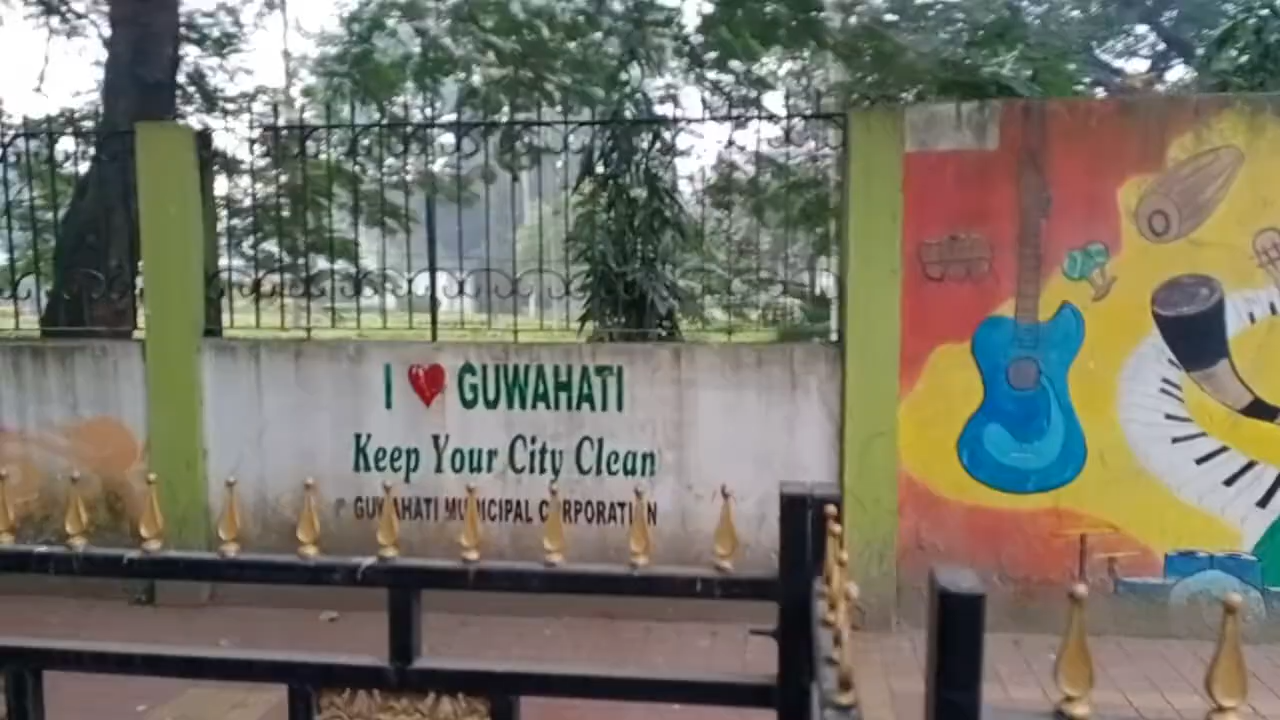 I ❤ GUWAHATI
Keep Your City Clean
GUWAHATI MUNICIPAL CORPORATION